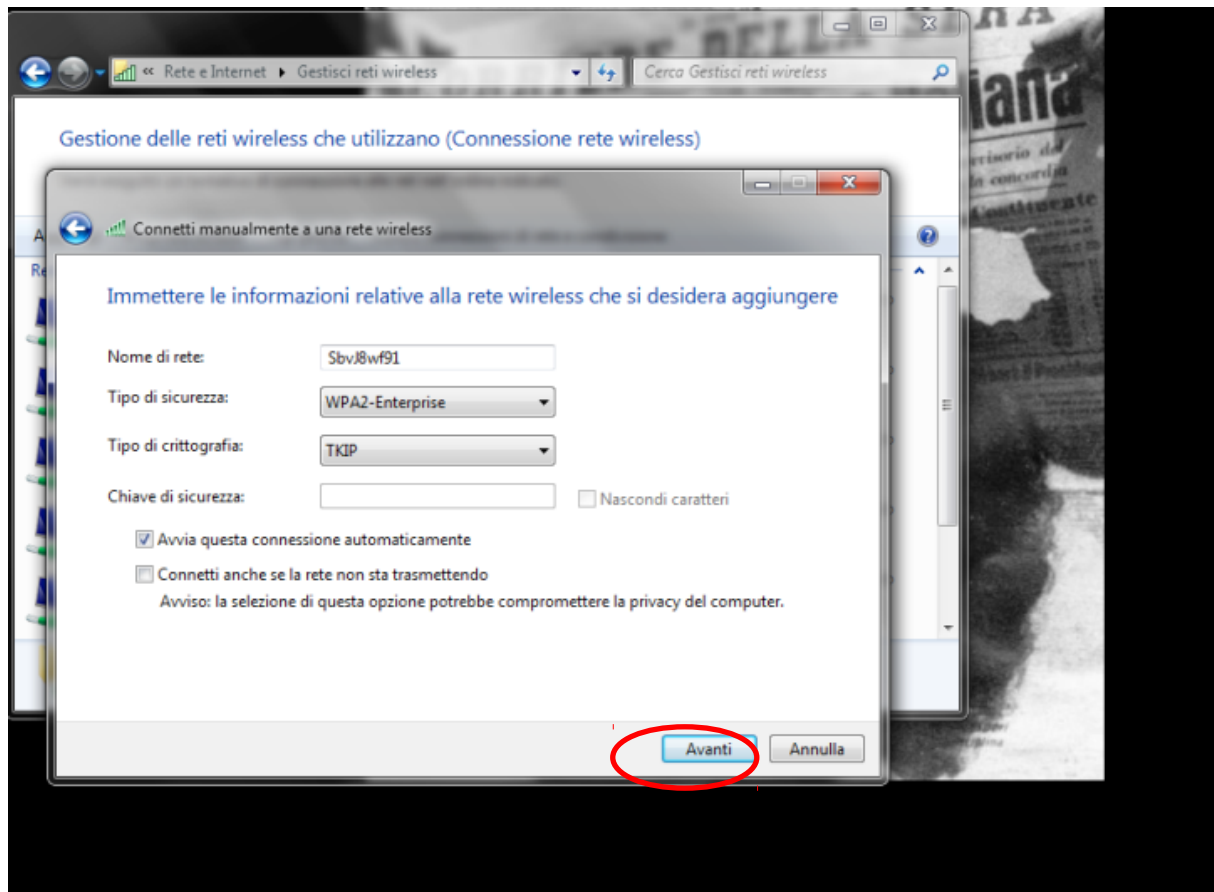 « Rete e Internet ▸ Gestisci reti wireless
Cerca Gestisci reti wireless
Gestione delle reti wireless che utilizzano (Connessione rete wireless)
Connetti manualmente a una rete wireless
Immettere le informazioni relative alla rete wireless che si desidera aggiungere
Nome di rete: SbvJ8wf91
Tipo di sicurezza: WPA2-Enterprise
Tipo di crittografia: TKIP
Chiave di sicurezza: Nascondi caratteri
Avvia questa connessione automaticamente
Connetti anche se la rete non sta trasmettendo
Avviso: la selezione di questa opzione potrebbe compromettere la privacy del computer.
Avanti Annulla
DELLA
iana
la concordia